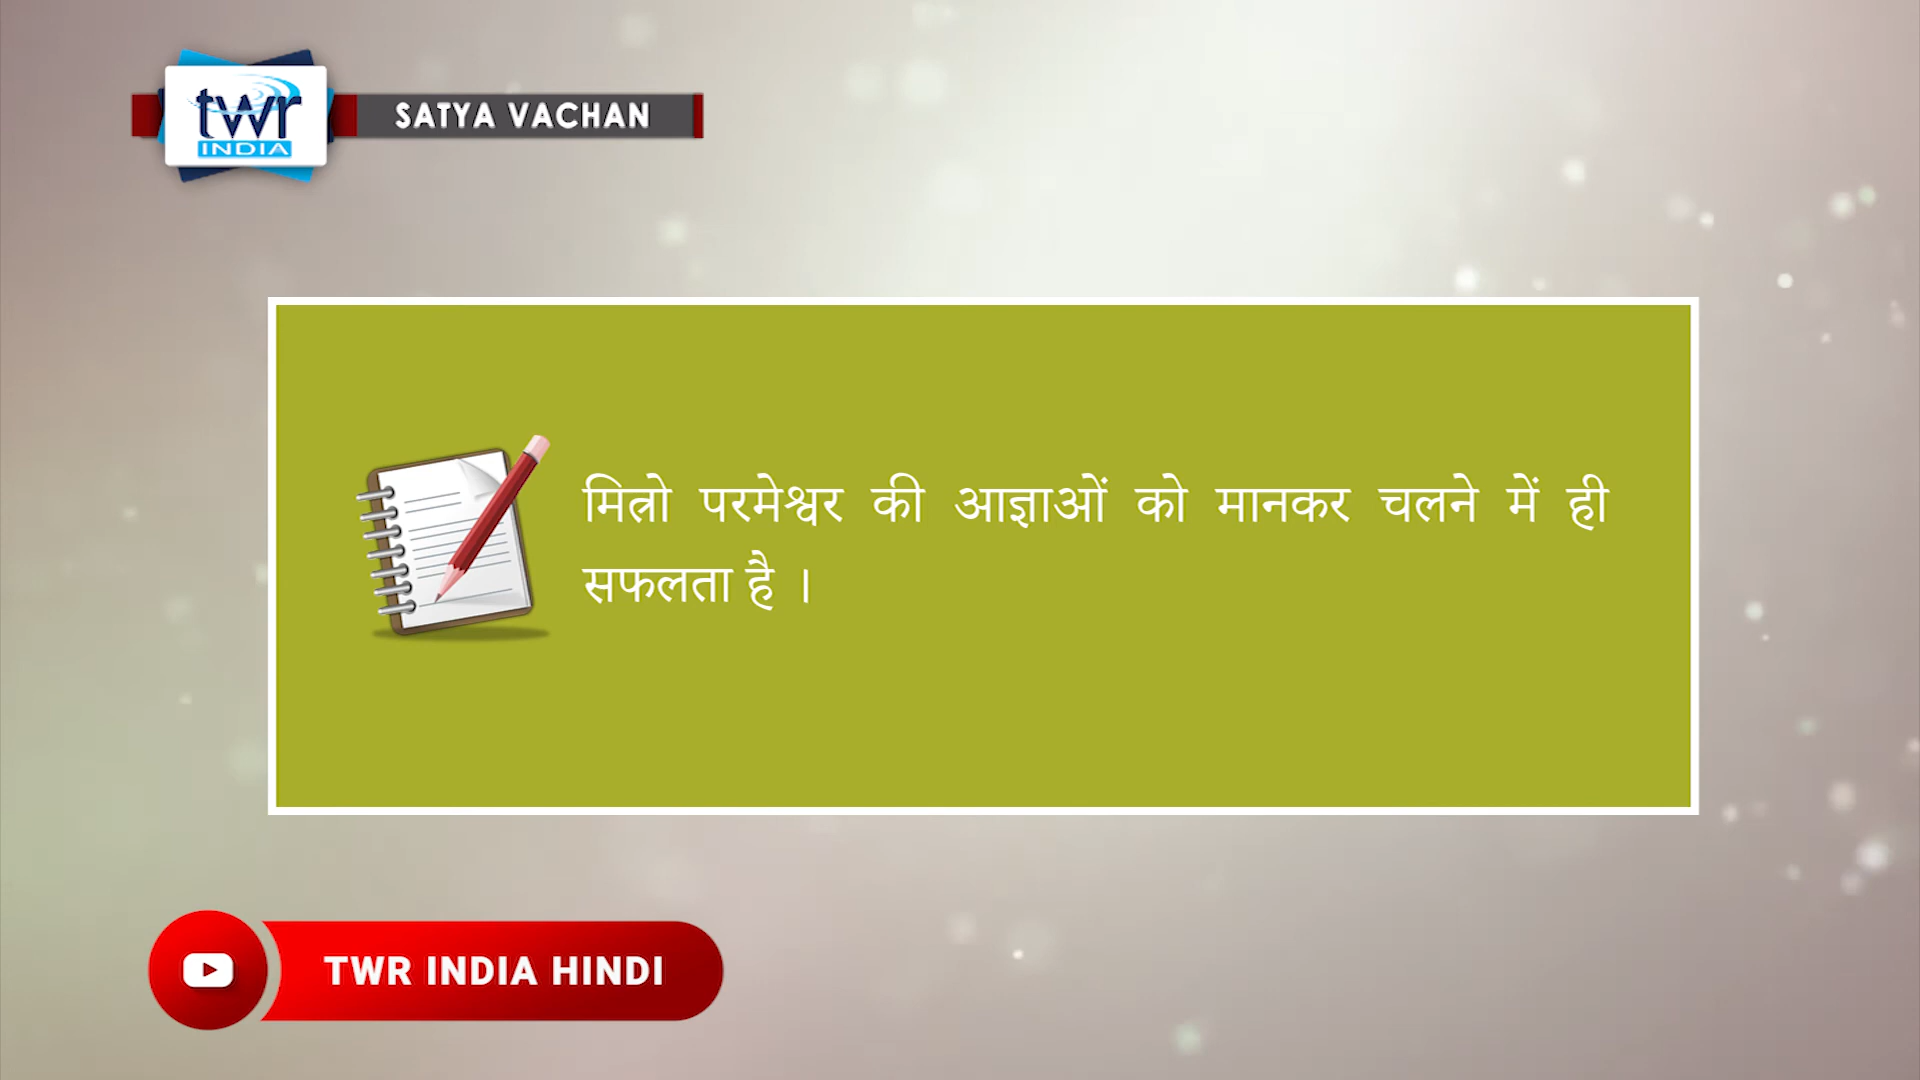 twr
INDIA
SATYA VACHAN
मित्रो परमेश्वर की आज्ञाओं को मानकर चलने में ही
सफलता है ।
TWR INDIA HINDI